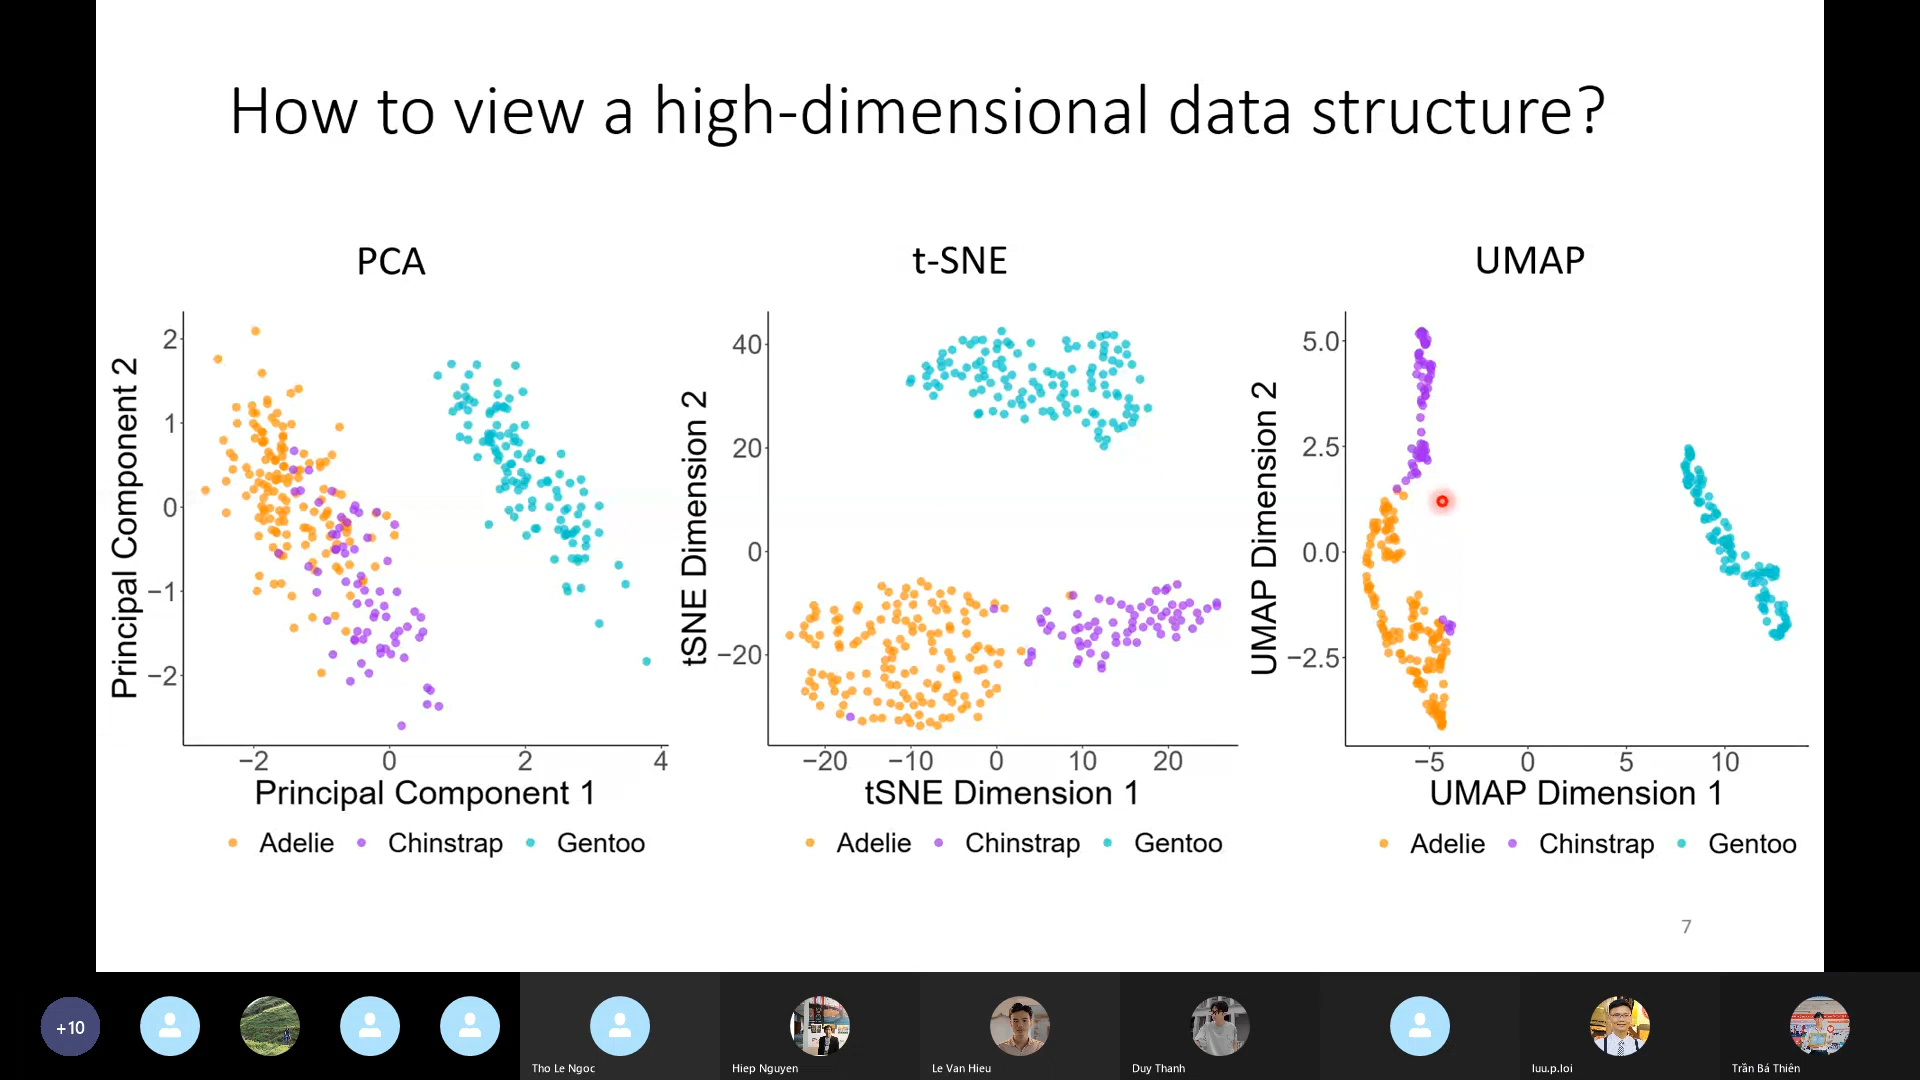 How to view a high-dimensional data structure?
PCA
t-SNE
UMAP
Principal Component 2
2
1
0
−1
−2
−2
0
2
4
Principal Component 1
Adelie
Chinstrap
Gentoo
tSNE Dimension 2
40
20
0
−20
−20
−10
0
10
20
tSNE Dimension 1
Adelie
Chinstrap
Gentoo
UMAP Dimension 2
5.0
2.5
0.0
−2.5
−5
0
5
10
UMAP Dimension 1
Adelie
Chinstrap
Gentoo
7
+10
Tho Le Ngoc
Hiep Nguyen
Le Van Hieu
Duy Thanh
luu.p.loi
Trần Bá Thiên